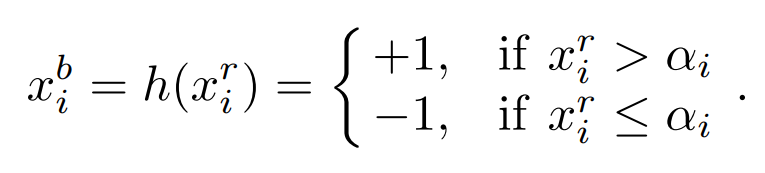 x_i^b = h(x_i^r) = { +1, if x_i^r > α_i
−1, if x_i^r ≤ α_i .